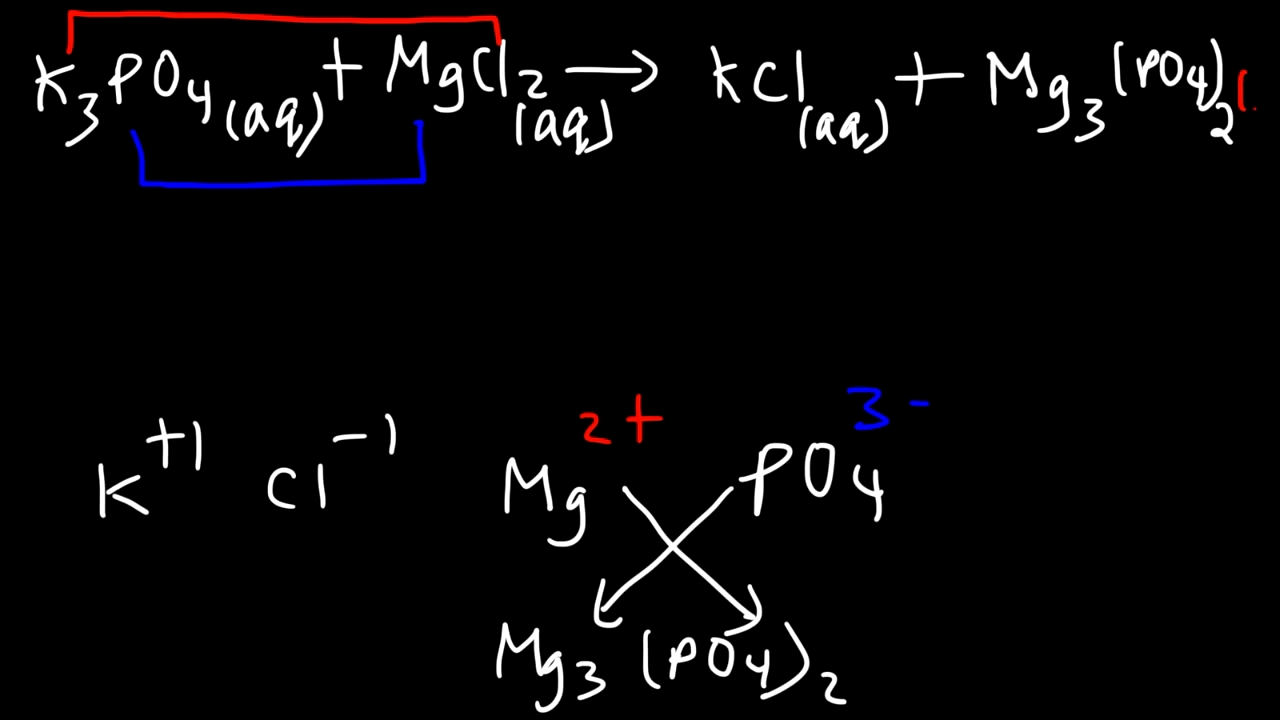 K₃PO₄(aq) + MgCl₂(aq) → KCl(aq) + Mg₃(PO₄)₂(
K⁺¹ Cl⁻¹ Mg²⁺ PO₄³⁻
Mg₃(PO₄)₂